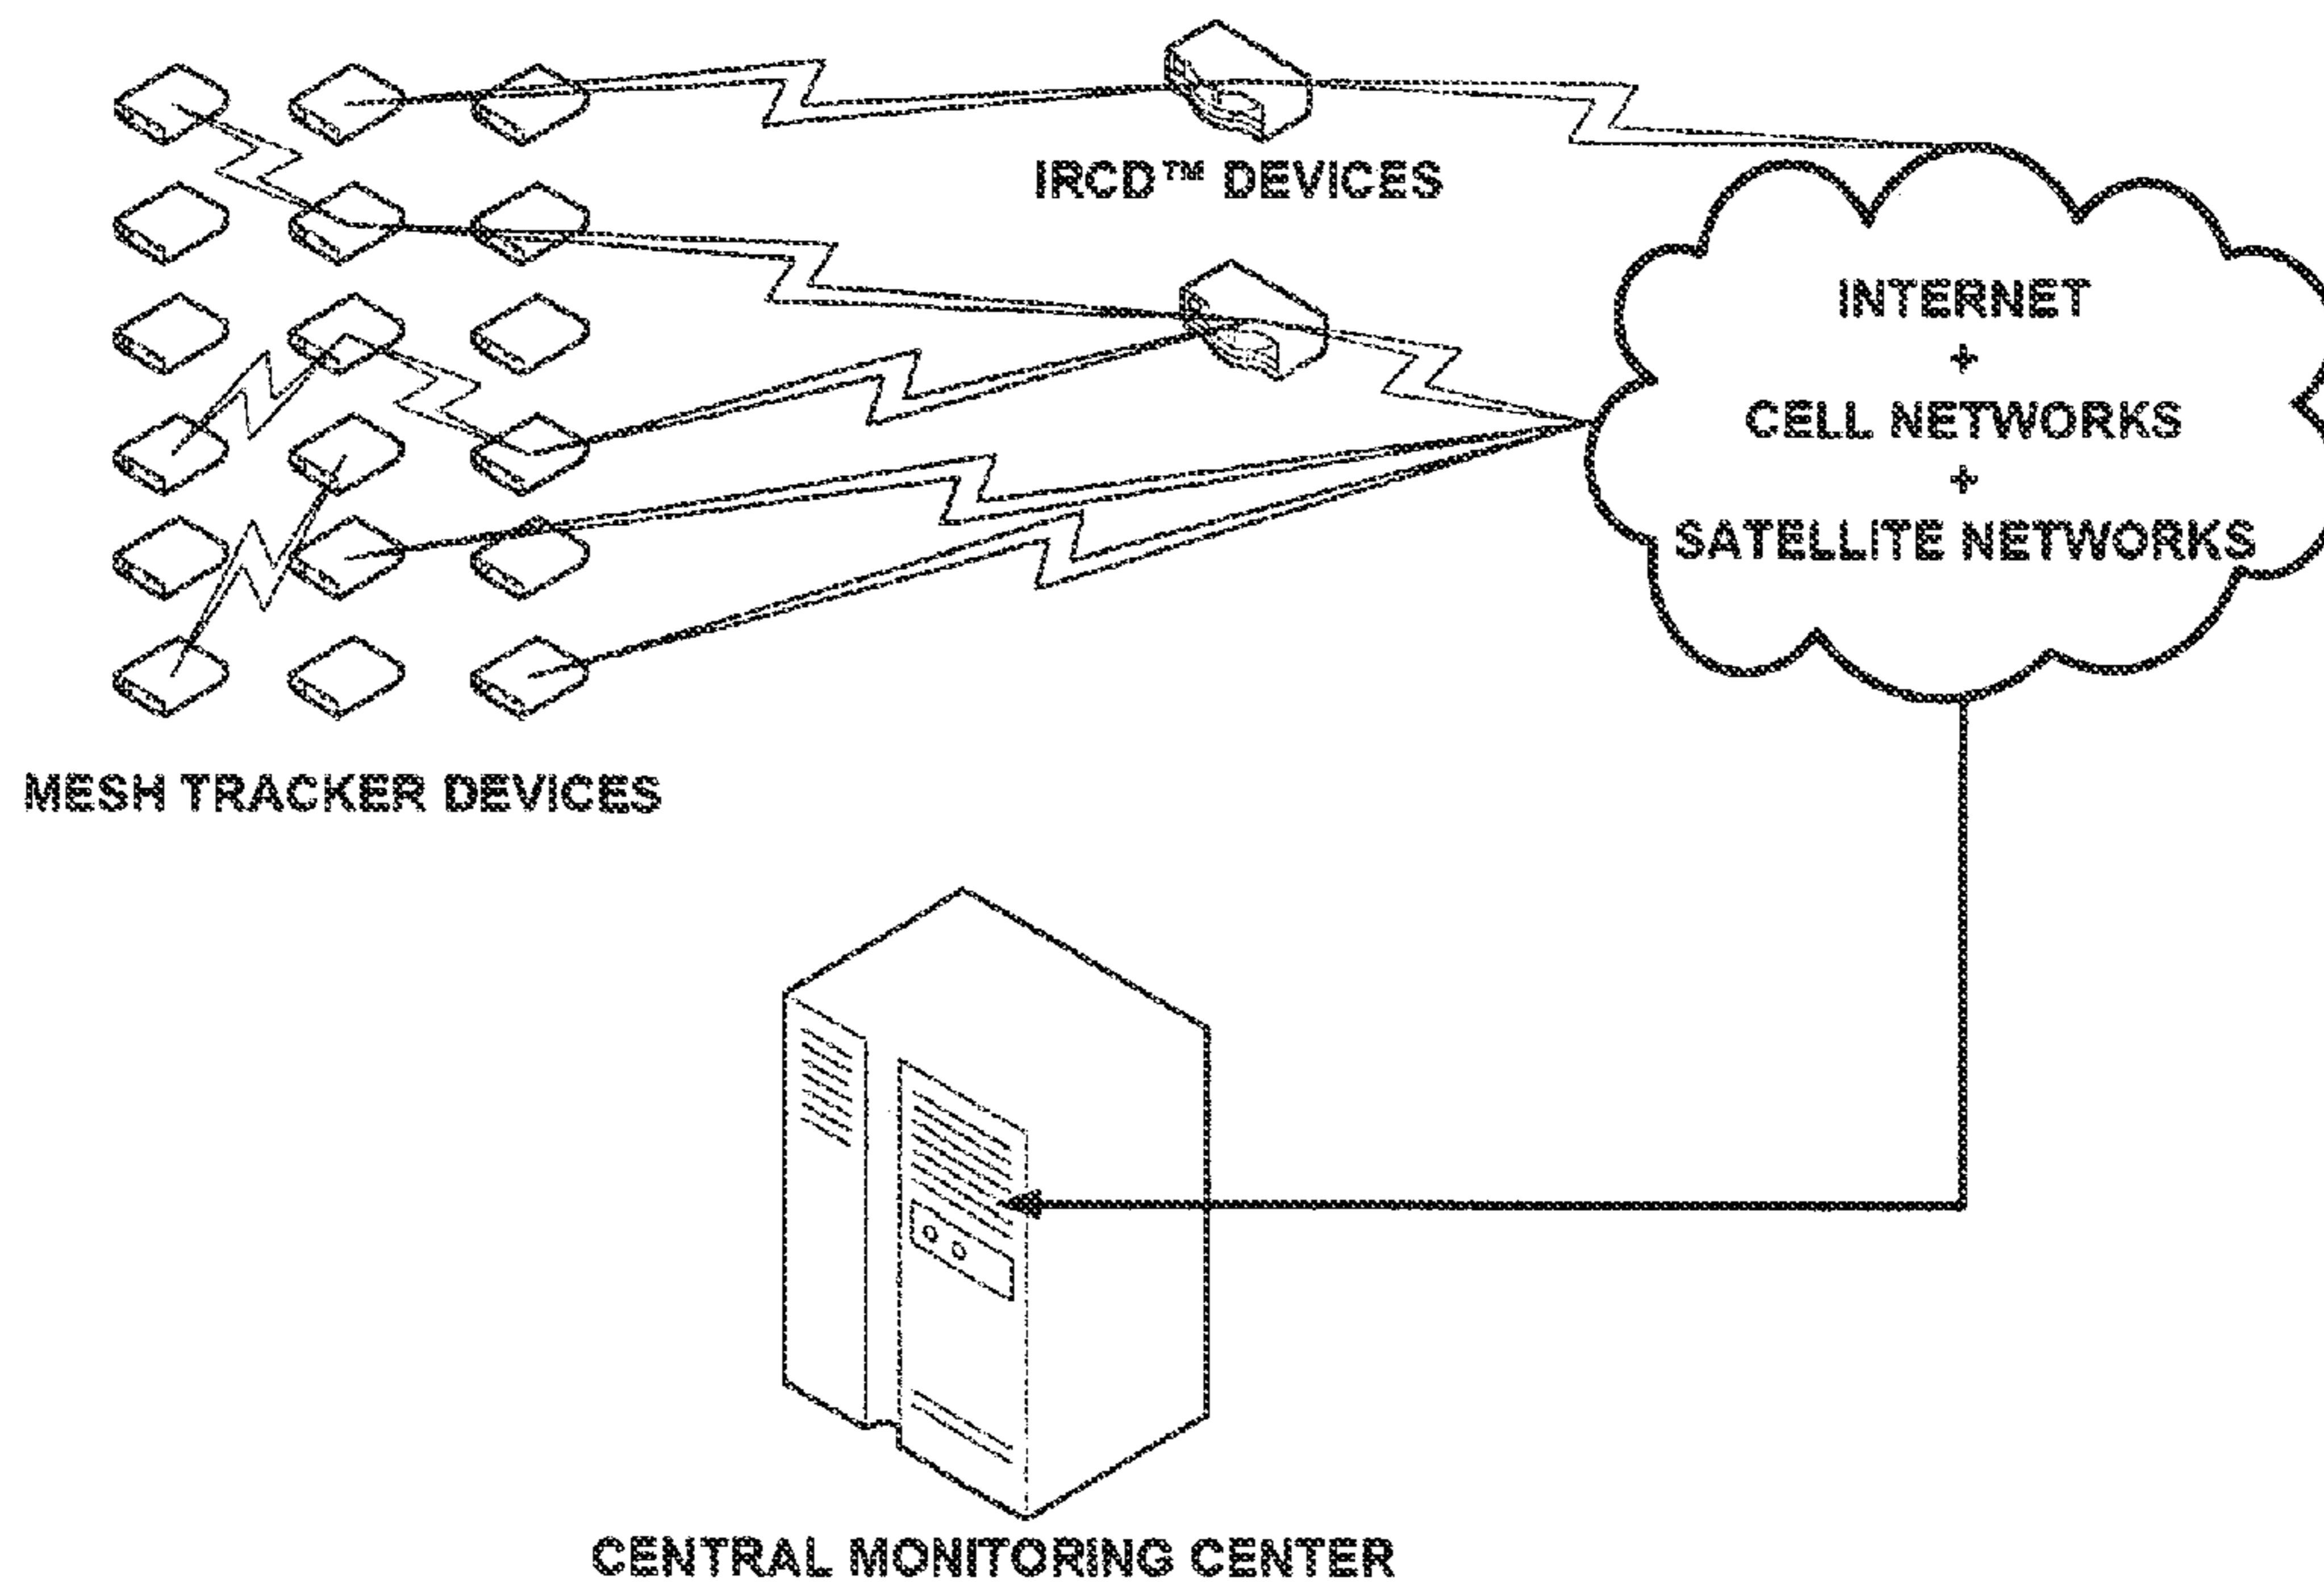 IRCD™ DEVICES
INTERNET
+
CELL NETWORKS
+
SATELLITE NETWORKS
MESH TRACKER DEVICES
CENTRAL MONITORING CENTER